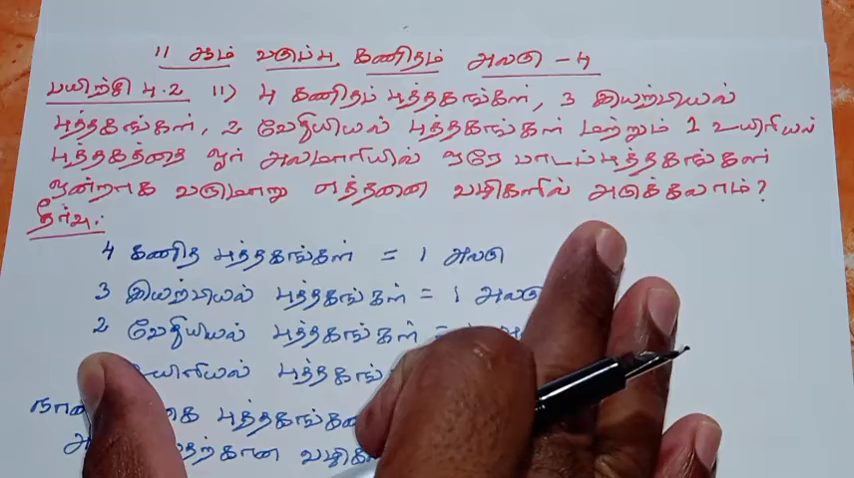 11 ஆம் வகுப்பு கணிதம் அலகு - 4
பயிற்சி 4.2 11) 4 கணிதப் புத்தகங்கள், 3 இயற்பியல்
புத்தகங்கள், 2 வேதியியல் புத்தகங்கள் மற்றும் 1 உயிரியல்
புத்தகத்தை ஓர் அலமாரியில் ஒரே பாடப்புத்தகங்கள்
ஒன்றாக வருமாறு எத்தனை வழிகளில் அடுக்கலாம்?
தீர்வு:
4 கணித புத்தகங்கள் = 1 அலகு
3 இயற்பியல் புத்தகங்கள் = 1 அலகு
2 வேதியியல் புத்தகங்கள் =
உயிரியல்